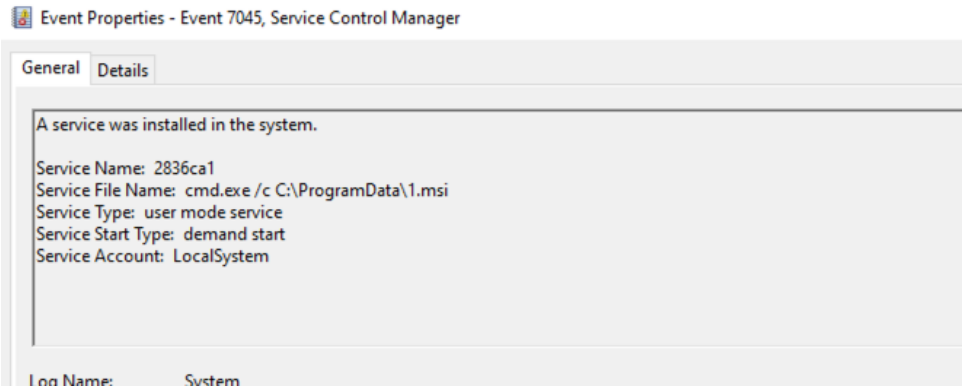 Event Properties - Event 7045, Service Control Manager
General Details
A service was installed in the system.
Service Name: 2836ca1
Service File Name: cmd.exe /c C:\ProgramData\1.msi
Service Type: user mode service
Service Start Type: demand start
Service Account: LocalSystem
Log Name: System